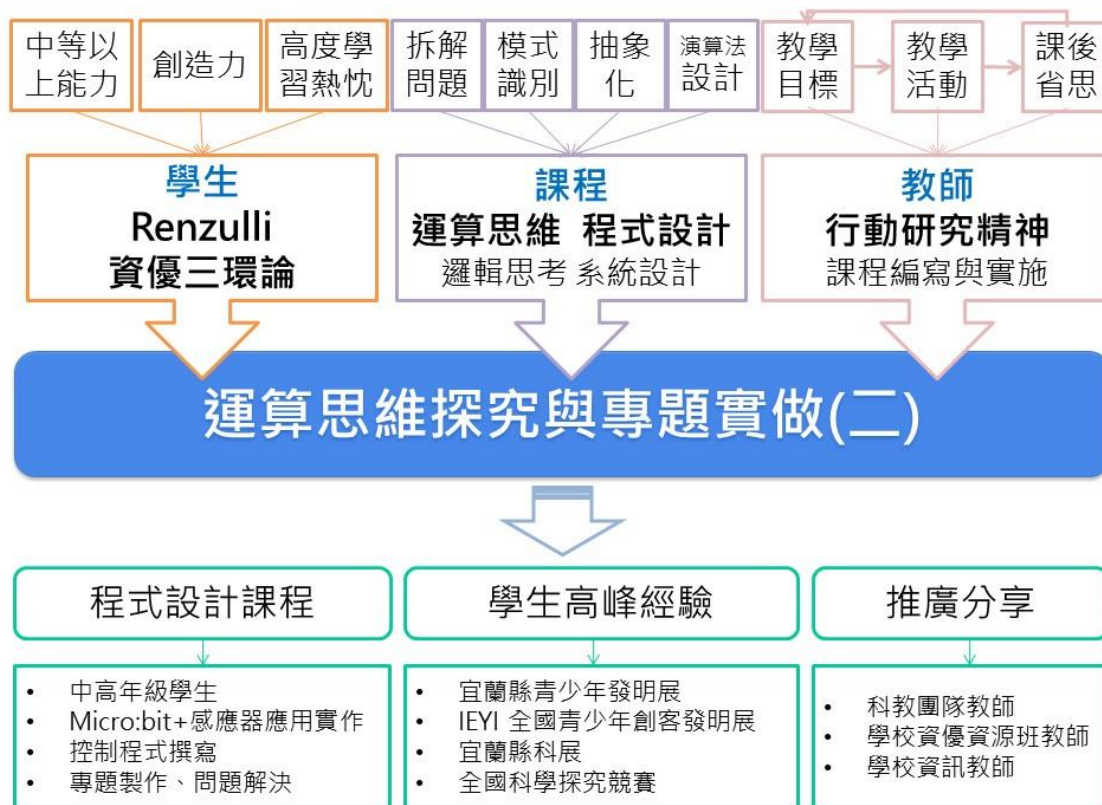 中等以
上能力
創造力
高度學
習熱忱
拆解
問題
模式
識別
抽象
化
演算法
設計
教學
目標
教學
活動
課後
省思
學生
Renzulli
資優三環論
課程
運算思維 程式設計
邏輯思考 系統設計
教師
行動研究精神
課程編寫與實施
運算思維探究與專題實做(二)
程式設計課程
• 中高年級學生
• Micro:bit+感應器應用實作
• 控制程式撰寫
• 專題製作、問題解決
學生高峰經驗
• 宜蘭縣青少年發明展
• IEYI 全國青少年創客發明展
• 宜蘭縣科展
• 全國科學探究競賽
推廣分享
• 科教團隊教師
• 學校資優資源班教師
• 學校資訊教師